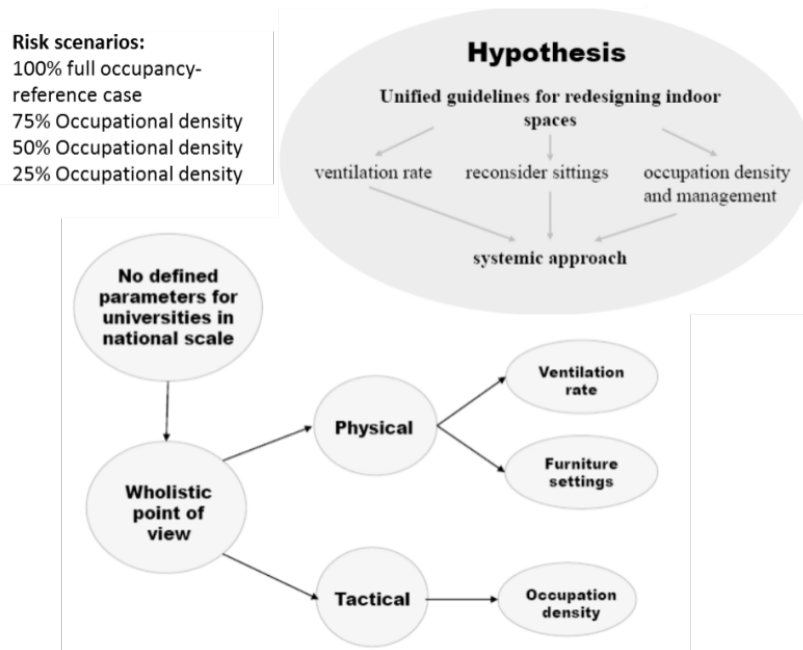 Risk scenarios:
100% full occupancy-
reference case
75% Occupational density
50% Occupational density
25% Occupational density
Hypothesis
Unified guidelines for redesigning indoor
spaces
ventilation rate
reconsider sittings
occupation density
and management
systemic approach
No defined
parameters for
universities in
national scale
Wholistic
point of
view
Physical
Ventilation
rate
Furniture
settings
Tactical
Occupation
density